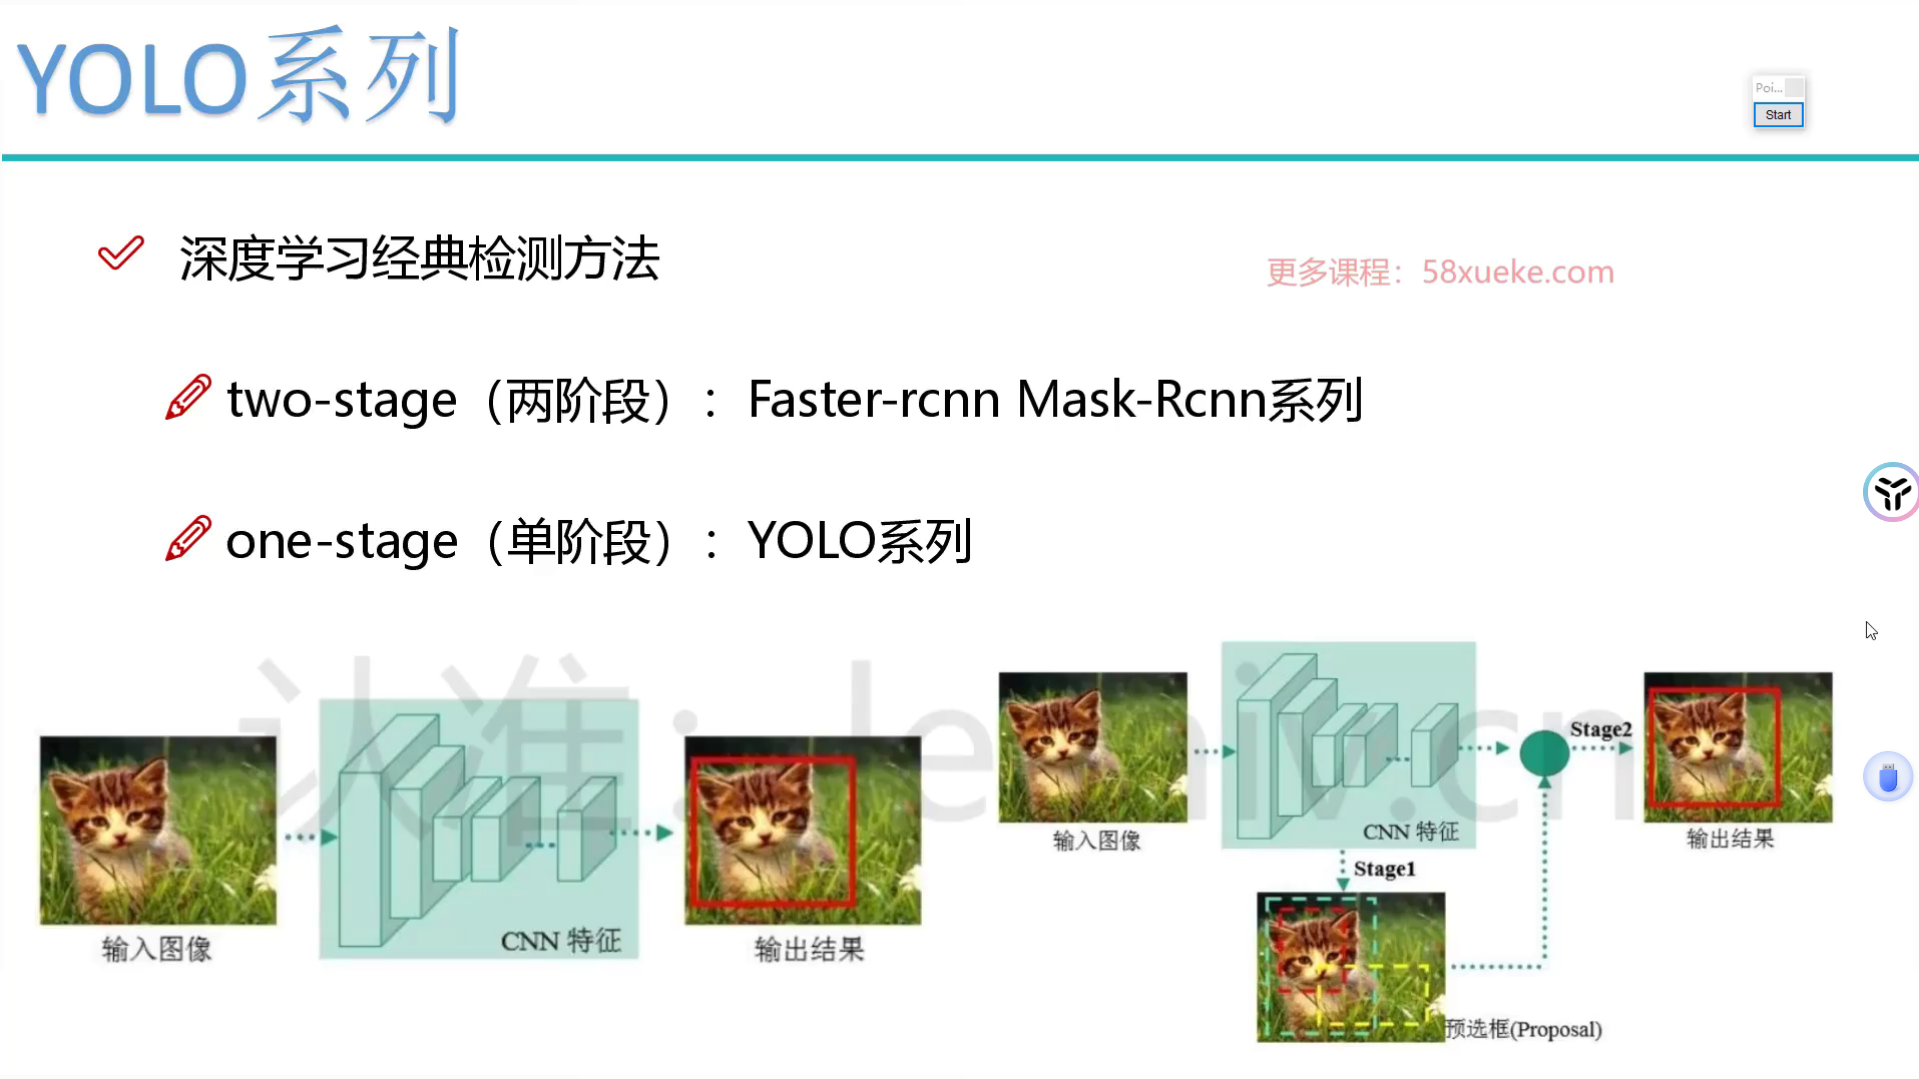 YOLO系列
Poi...
Start
深度学习经典检测方法
更多课程：58xueke.com
two-stage（两阶段）：Faster-rcnn Mask-Rcnn系列
one-stage（单阶段）：YOLO系列
输入图像
CNN 特征
输出结果
输入图像
CNN 特征
Stage1
Stage2
输出结果
预选框(Proposal)